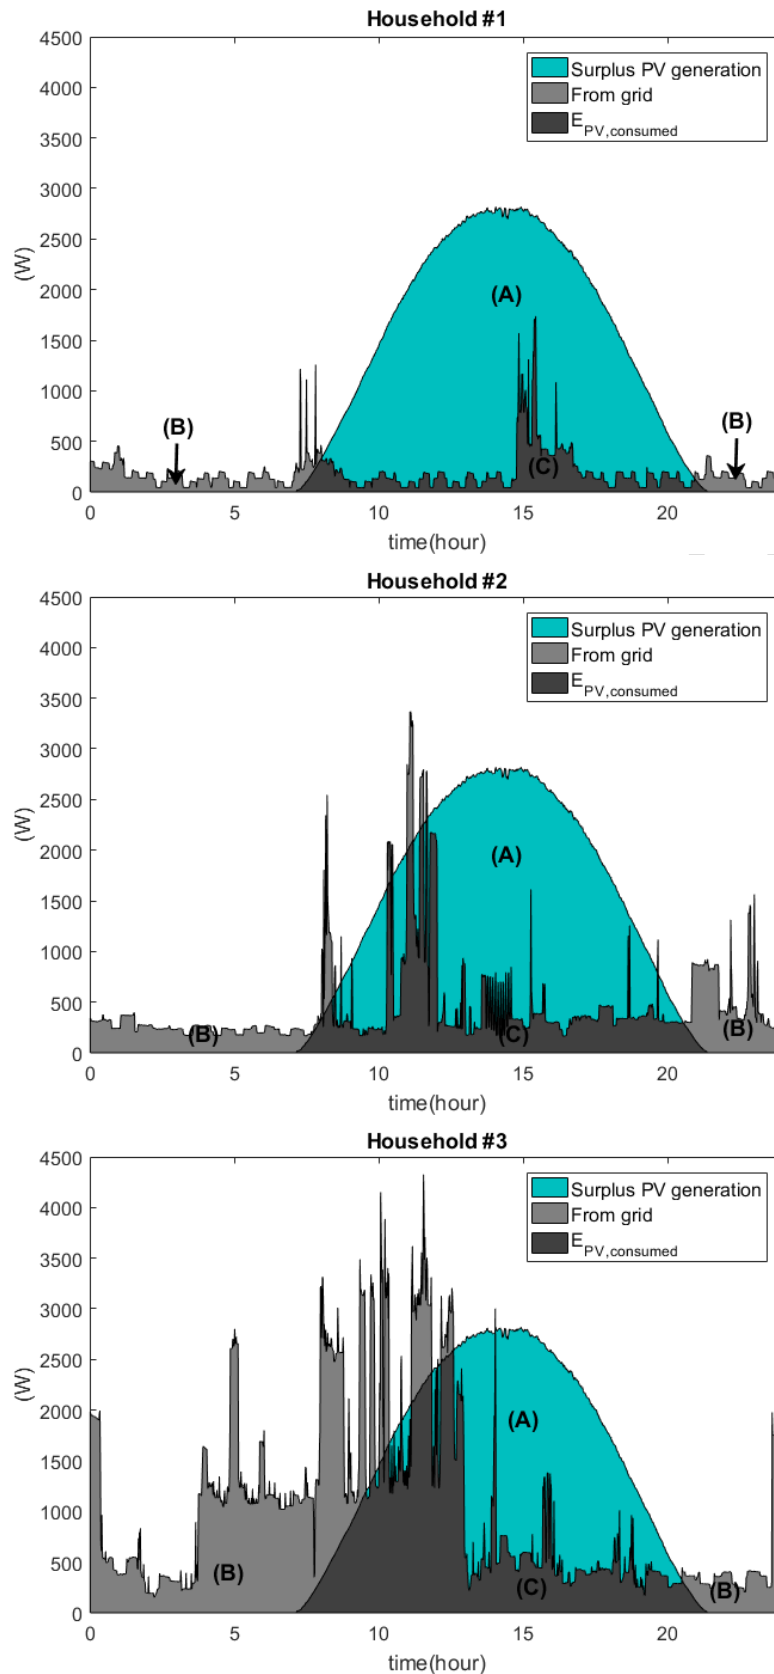 Household #1
4500
4000
3500
3000
2500
2000
1500
1000
500
0
(W)
Surplus PV generation
From grid
E_PV,consumed
(A)
(B)
(B)
(C)
0 5 10 15 20
time(hour)
Household #2
4500
4000
3500
3000
2500
2000
1500
1000
500
0
(W)
Surplus PV generation
From grid
E_PV,consumed
(A)
(B)
(C)
(B)
0 5 10 15 20
time(hour)
Household #3
4500
4000
3500
3000
2500
2000
1500
1000
500
0
(W)
Surplus PV generation
From grid
E_PV,consumed
(A)
(B)
(C)
(B)
0 5 10 15 20
time(hour)